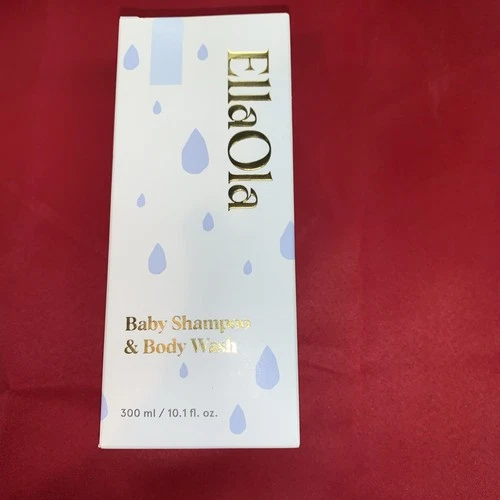 EllaOla
Baby Shampoo
& Body Wash
300 ml / 10.1 fl. oz.